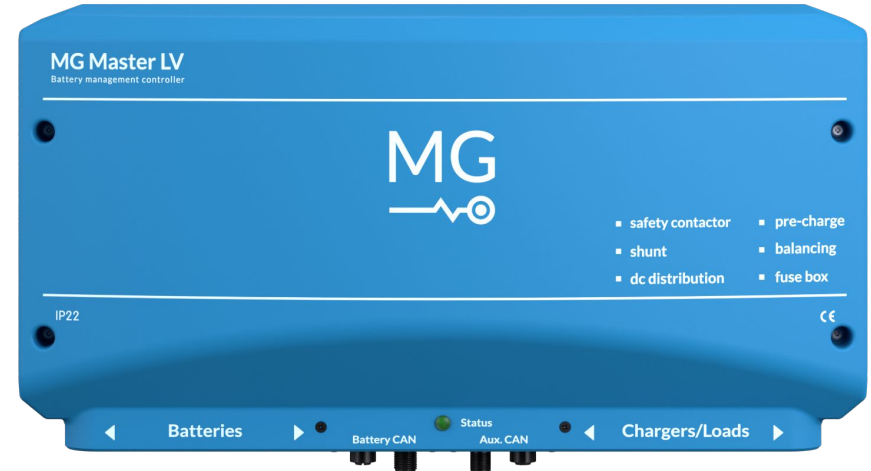 MG Master LV
Battery management controller
MG
safety contactor
pre-charge
shunt
balancing
dc distribution
fuse box
IP22
CE
Batteries
Status
Chargers/Loads
Battery CAN
Aux. CAN